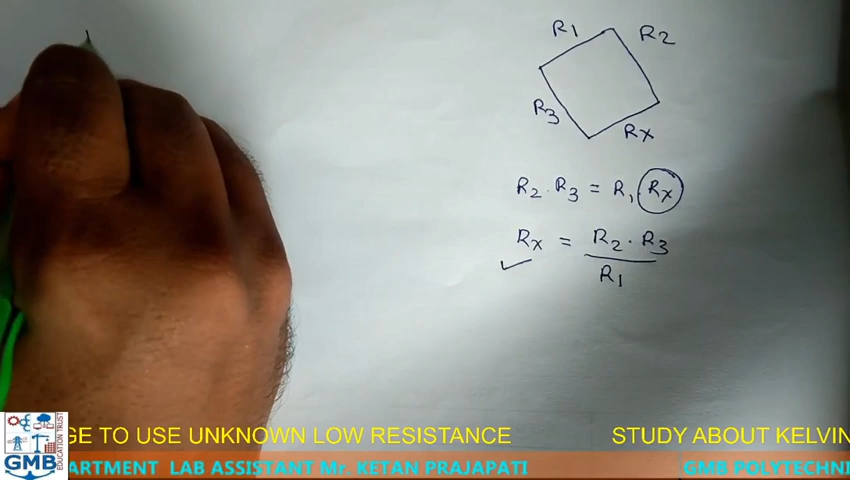 R1 R2
R3 Rx
R2 . R3 = R1 . Rx
Rx = R2 . R3
R1
GE TO USE UNKNOWN LOW RESISTANCE STUDY ABOUT KELVIN
ARTMENT LAB ASSISTANT Mr. KETAN PRAJAPATI GMB POLYTECHNI
GMB
EDUCATION TRUST